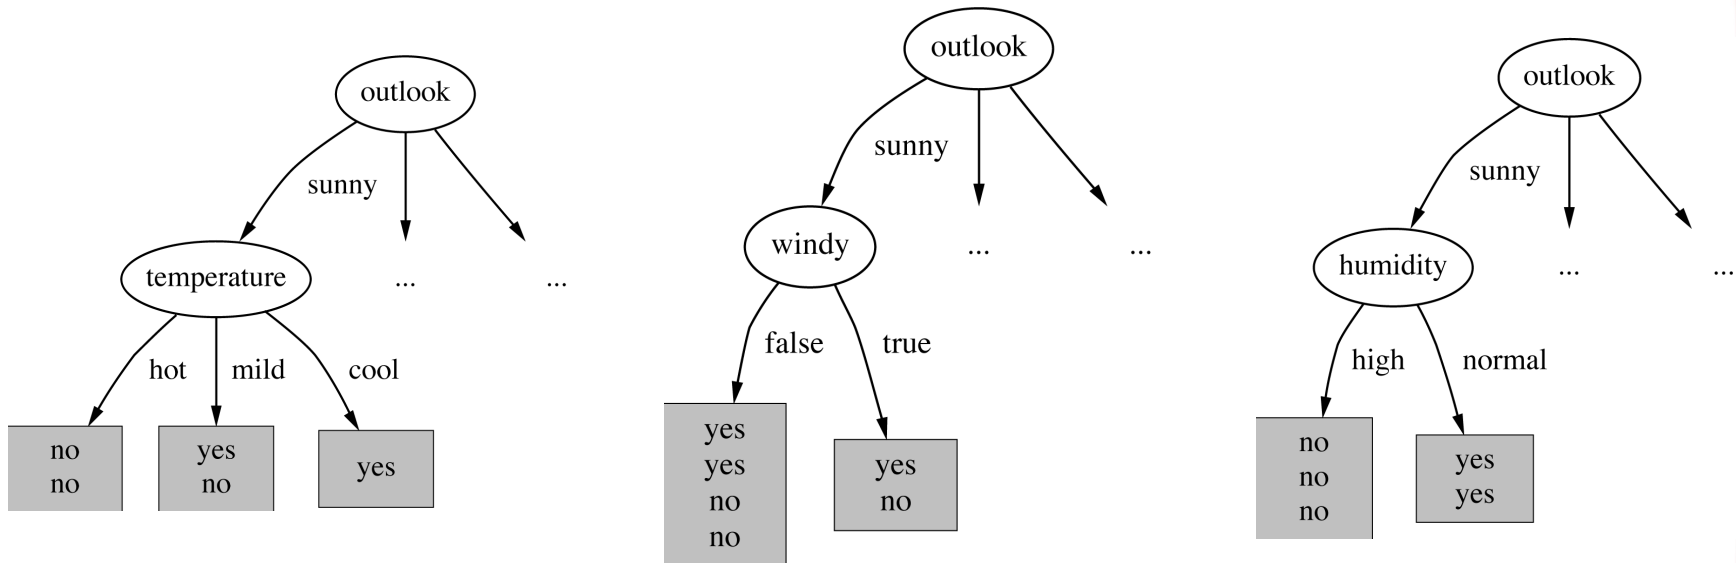 outlook
sunny
temperature
...
...
hot
mild
cool
no
no
yes
no
yes
outlook
sunny
windy
...
...
false
true
yes
yes
no
no
yes
no
outlook
sunny
humidity
...
...
high
normal
no
no
no
yes
yes